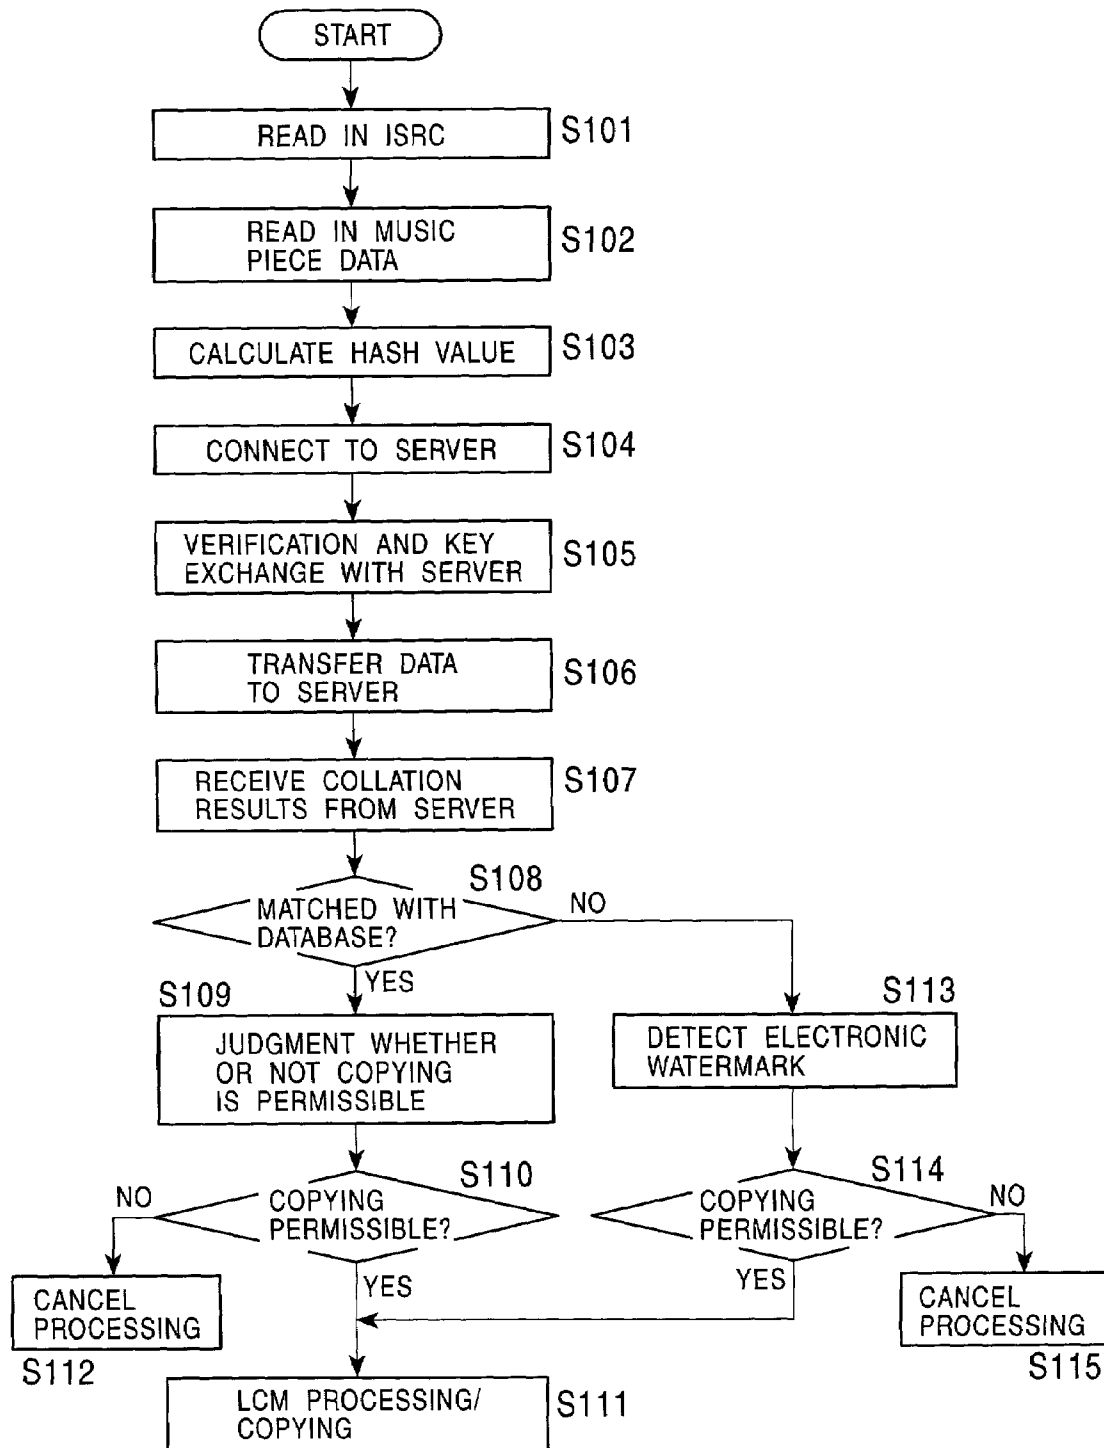 START
READ IN ISRC
S101
READ IN MUSIC
PIECE DATA
S102
CALCULATE HASH VALUE
S103
CONNECT TO SERVER
S104
VERIFICATION AND KEY
EXCHANGE WITH SERVER
S105
TRANSFER DATA
TO SERVER
S106
RECEIVE COLLATION
RESULTS FROM SERVER
S107
S108
MATCHED WITH
DATABASE?
NO
YES
S109
JUDGMENT WHETHER
OR NOT COPYING
IS PERMISSIBLE
S113
DETECT ELECTRONIC
WATERMARK
S110
COPYING
PERMISSIBLE?
NO
YES
S114
COPYING
PERMISSIBLE?
NO
YES
CANCEL
PROCESSING
S112
CANCEL
PROCESSING
S115
LCM PROCESSING/
COPYING
S111